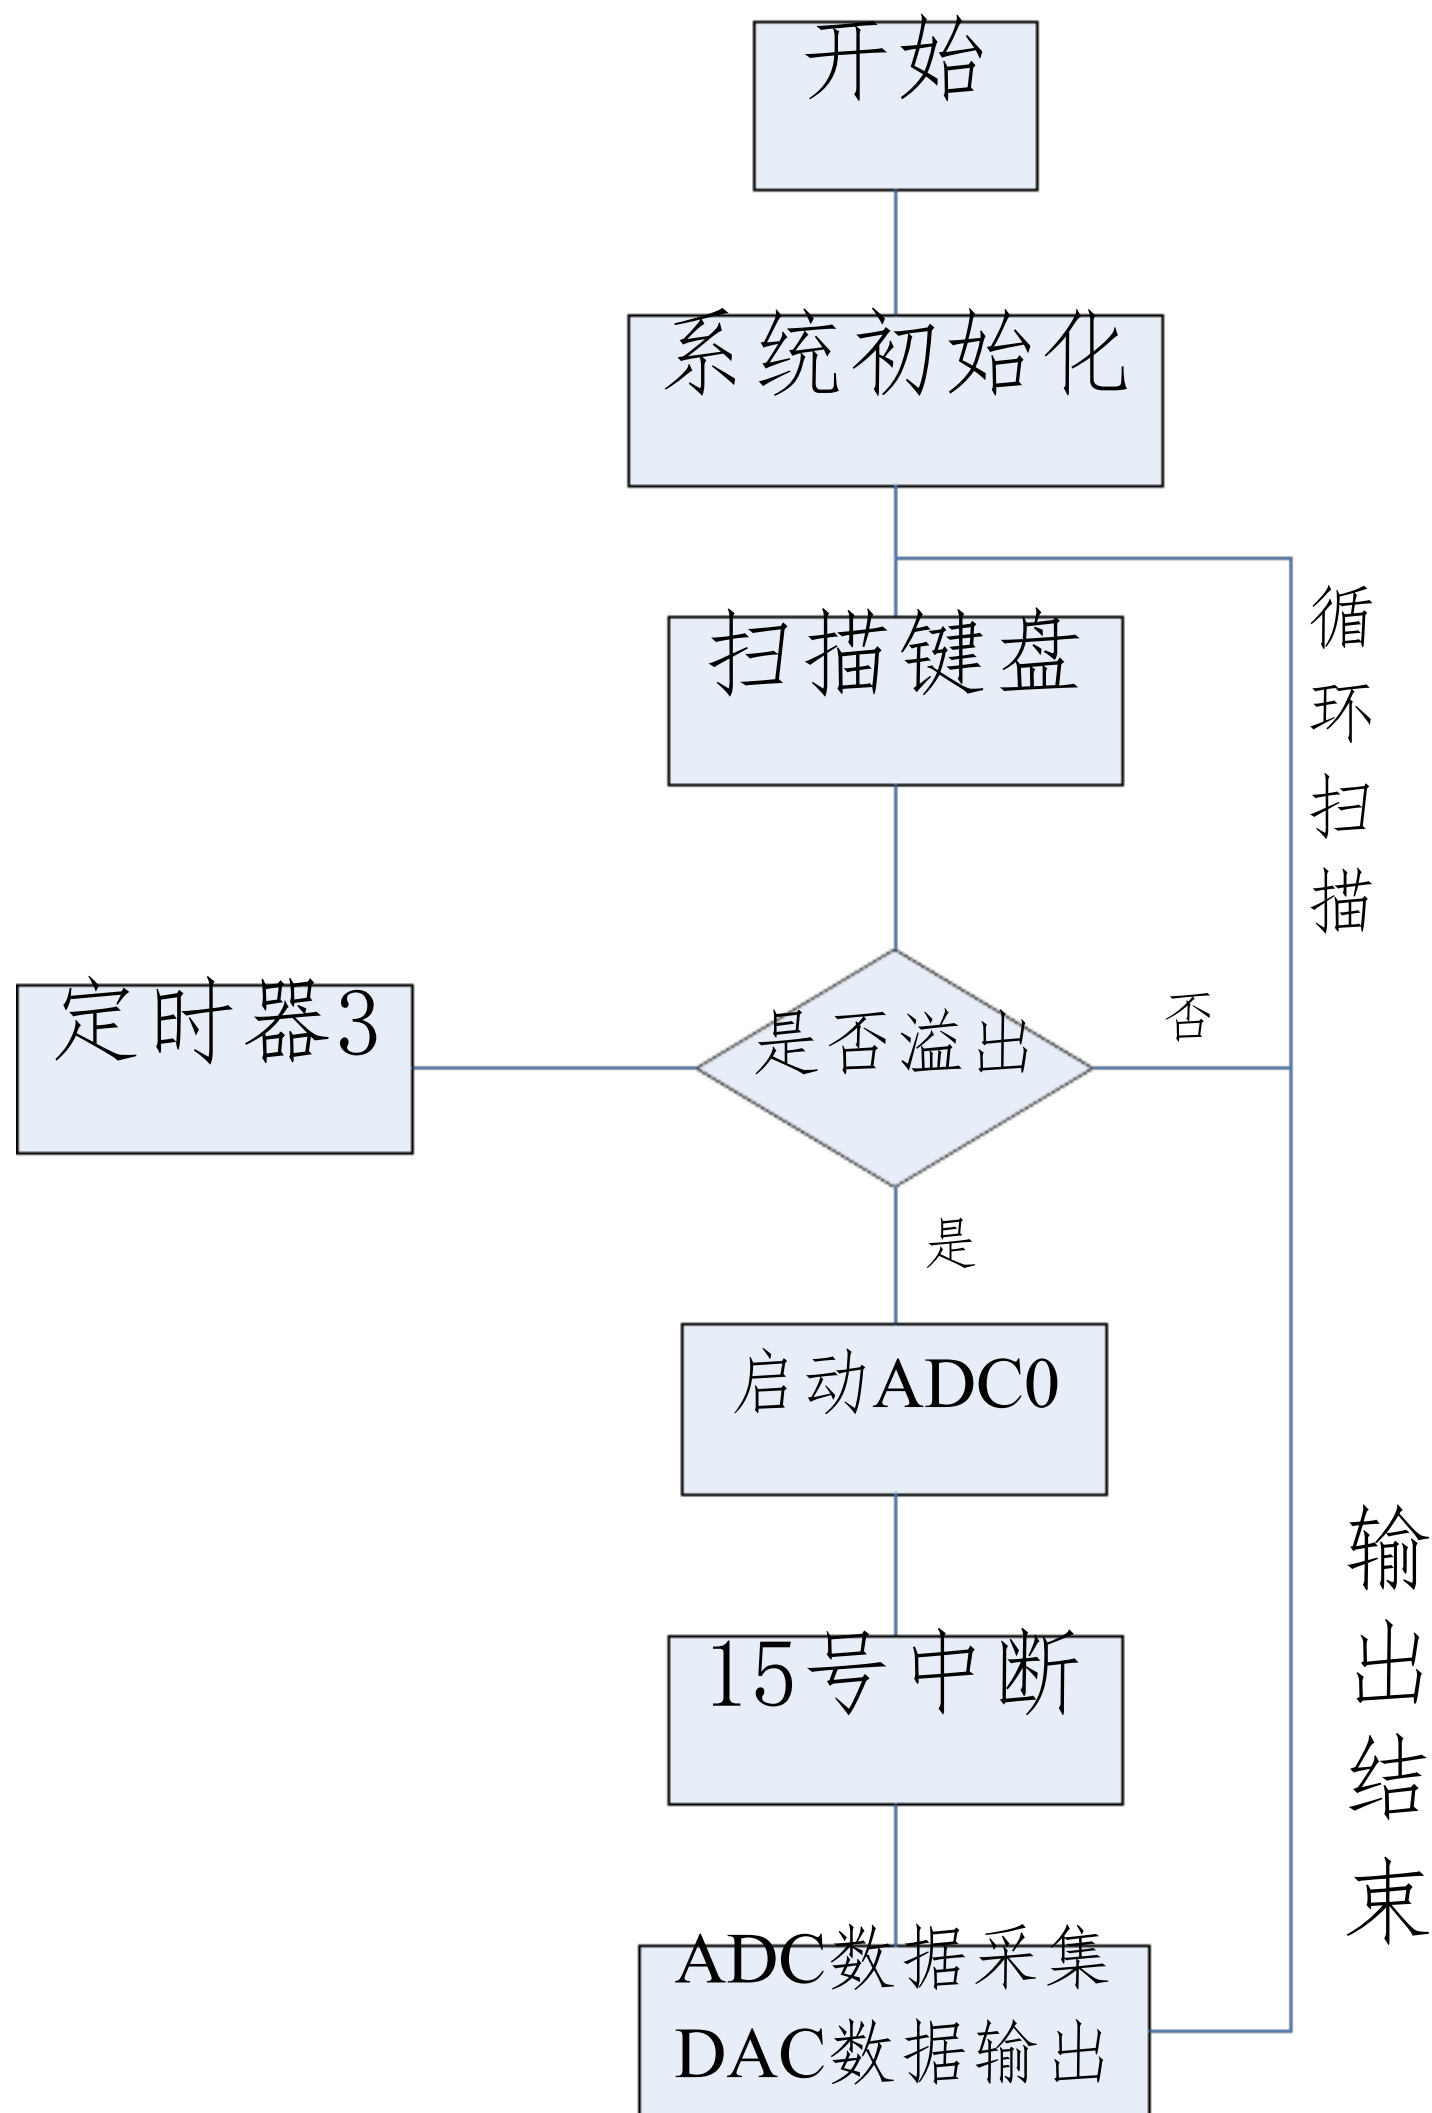 开始
系统初始化
扫描键盘
循
环
扫
描
定时器3
是否溢出
否
是
启动ADC0
15号中断
输
出
结
束
ADC数据采集
DAC数据输出